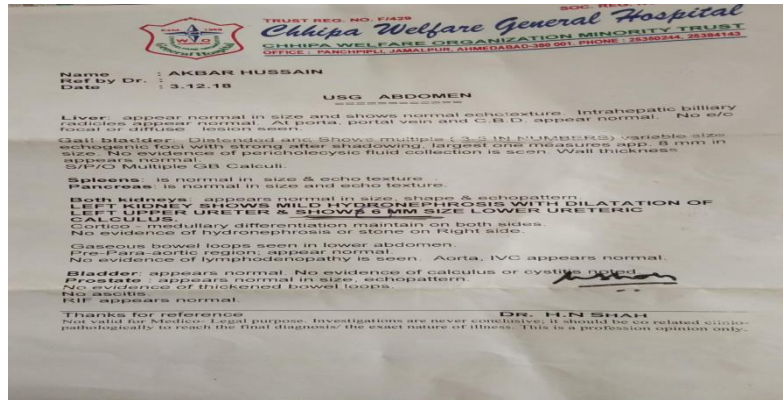 TRUST REG. NO. F/429
SOC. REG.
Chhipa Welfare General Hospital
CHHIPA WELFARE ORGANIZATION MINORITY TRUST
OFFICE : PANCHPIPLI, JAMALPUR, AHMEDABAD-380 001. PHONE : 25350244, 25384143
W
O
General Hospital
Name : AKBAR HUSSAIN
Ref by Dr. :
Date : 3.12.18
USG ABDOMEN
Liver: appear normal in size and shows normal echotexture. Intrahepatic billiary
radicles appear normal. At porta, portal vein and C.B.D. appear normal. No e/c
focal or diffuse lesion seen.
Gall bladder: Distended and Shows multiple ( 3-5 IN NUMBERS) variable size
echogenic foci with strong after shadowing, largest one measures app. 8 mm in
size. No evidence of pericholecysic fluid collection is seen. Wall thickness
appears normal.
S/P/O Multiple GB Calculi.
Spleens: is normal in size & echo texture.
Pancreas: is normal in size and echo texture.
Both kidneys: appears normal in size, shape & echopattern.
LEFT KIDNEY SHOWS MILD HYDRONEPHROSIS WITH DILATATION OF
LEFT UPPER URETER & SHOWS 6 MM SIZE LOWER URETERIC
CALCULUS.
Cortico - medullary differentiation maintain on both sides.
No evidence of hydronephrosis or stone on Right side.
Gaseous bowel loops seen in lower abdomen.
Pre-Para-aortic region; appear normal.
No evidence of lymphodenopathy is seen. Aorta, IVC appears normal.
Bladder: appears normal. No evidence of calculus or cystitis noted
Prostate : appears normal in size, echopattern.
No evidence of thickened bowel loops.
No ascitis.
RIF appears normal.
Thanks for reference
DR. H.N SHAH
Not valid for Medico- Legal purpose. Investigations are never conclusive; it should be co related clinic-
pathologically to reach the final diagnosis/ the exact nature of illness. This is a profession opinion only.